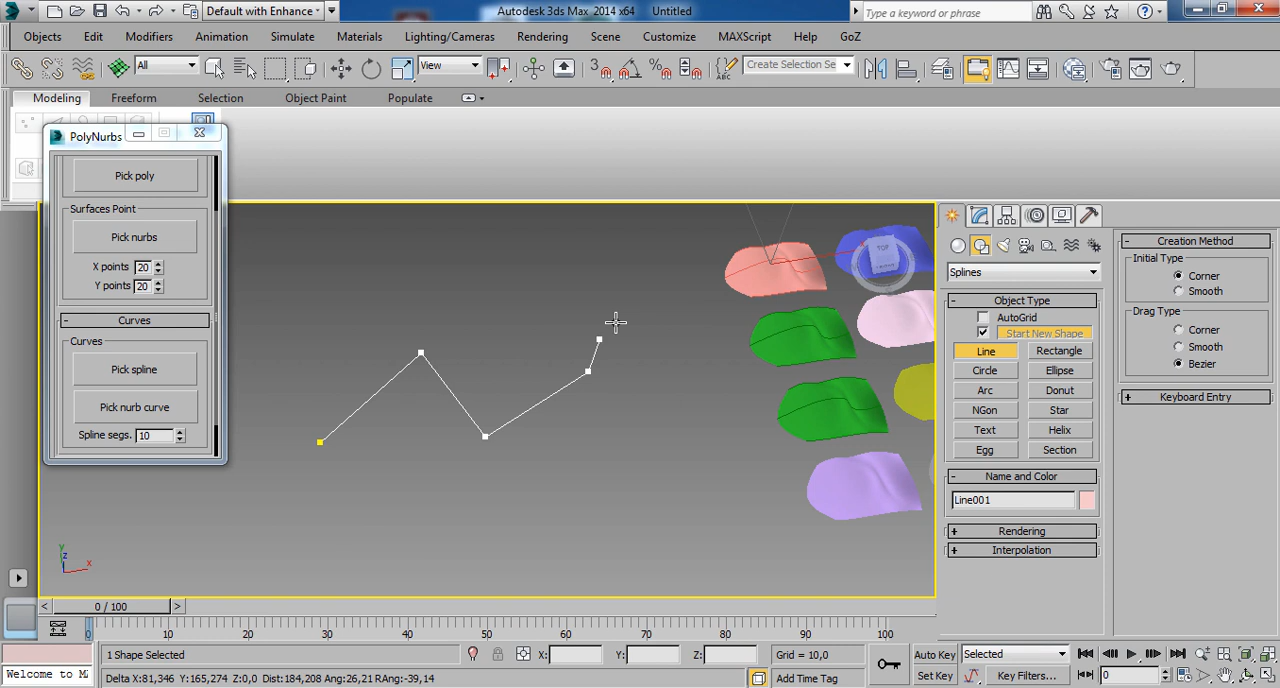 Default with Enhance
Autodesk 3ds Max 2014 x64 Untitled
Type a keyword or phrase
Objects Edit Modifiers Animation Simulate Materials Lighting/Cameras Rendering Scene Customize MAXScript Help GoZ
All
View
Create Selection Se
Modeling Freeform Selection Object Paint Populate
PolyNurbs
Pick poly
Surfaces Point
Pick nurbs
X points 20
Y points 20
Curves
Curves
Pick spline
Pick nurb curve
Spline segs. 10
TOP
Splines
Object Type
AutoGrid
Start New Shape
Line Rectangle
Circle Ellipse
Arc Donut
NGon Star
Text Helix
Egg Section
Name and Color
Line001
Rendering
Interpolation
Creation Method
Initial Type
Corner
Smooth
Drag Type
Corner
Smooth
Bezier
Keyboard Entry
Y
z
x
0 / 100
0 10 20 30 40 50 60 70 80 90 100
1 Shape Selected
X: Y: Z:
Grid = 10,0
Auto Key Selected
Welcome to M
Delta X:81,346 Y:165,274 Z:0,0 Dist:184,208 Ang:26,21 RAng:-39,14
Add Time Tag
Set Key Key Filters...
0